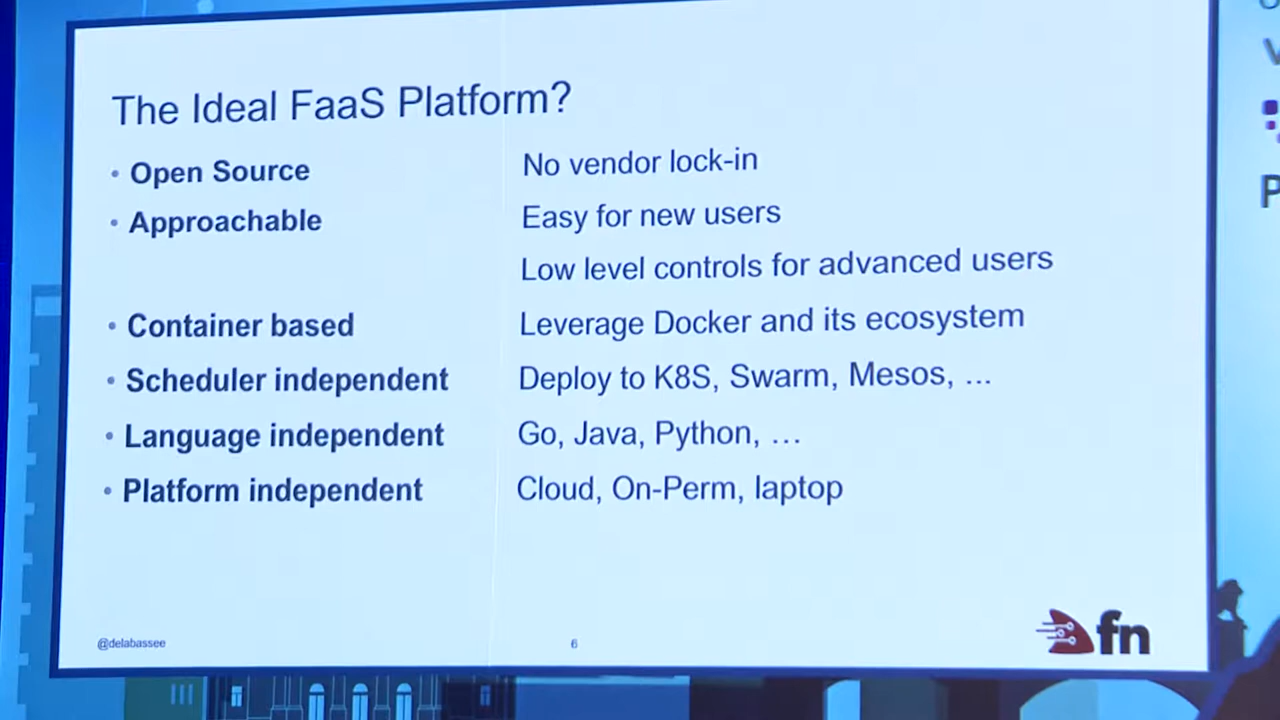 The Ideal FaaS Platform?
• Open Source No vendor lock-in
• Approachable Easy for new users
Low level controls for advanced users
• Container based Leverage Docker and its ecosystem
• Scheduler independent Deploy to K8S, Swarm, Mesos, ...
• Language independent Go, Java, Python, …
• Platform independent Cloud, On-Perm, laptop
@delabassee 6 fn